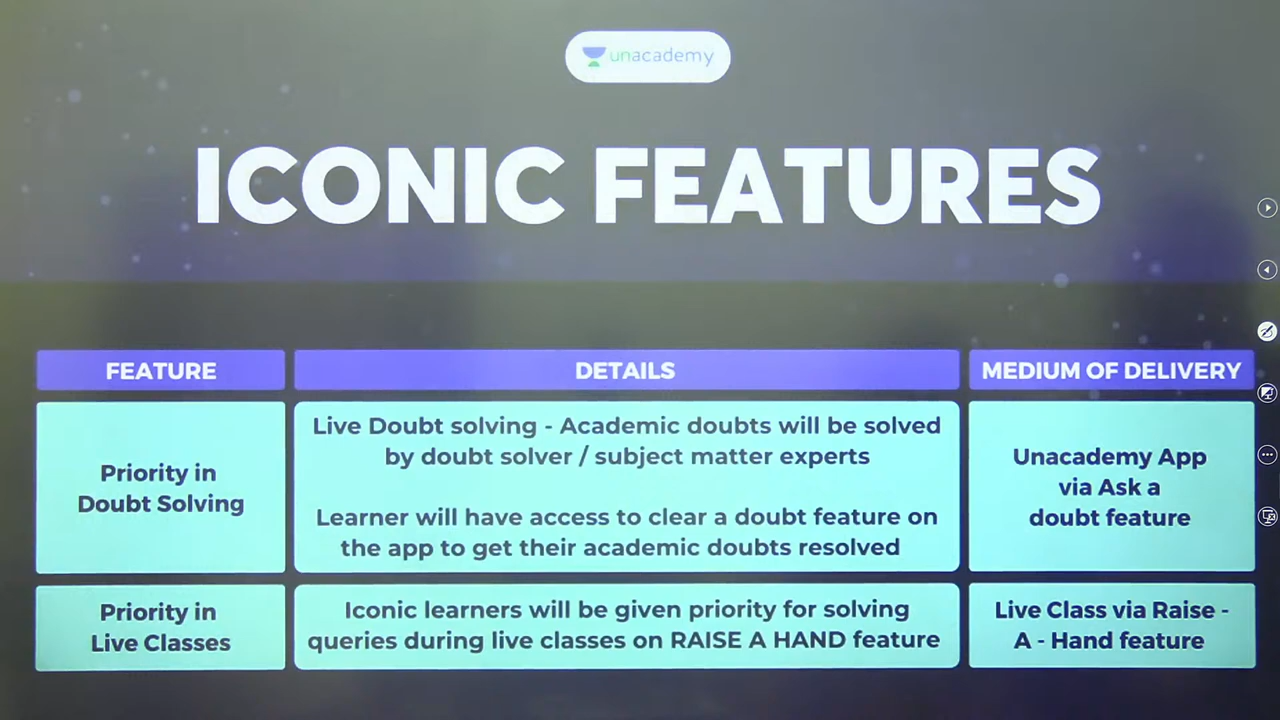 unacademy
ICONIC FEATURES
FEATURE
DETAILS
MEDIUM OF DELIVERY
Priority in
Doubt Solving
Live Doubt solving - Academic doubts will be solved
by doubt solver / subject matter experts
Learner will have access to clear a doubt feature on
the app to get their academic doubts resolved
Unacademy App
via Ask a
doubt feature
Priority in
Live Classes
Iconic learners will be given priority for solving
queries during live classes on RAISE A HAND feature
Live Class via Raise -
A - Hand feature